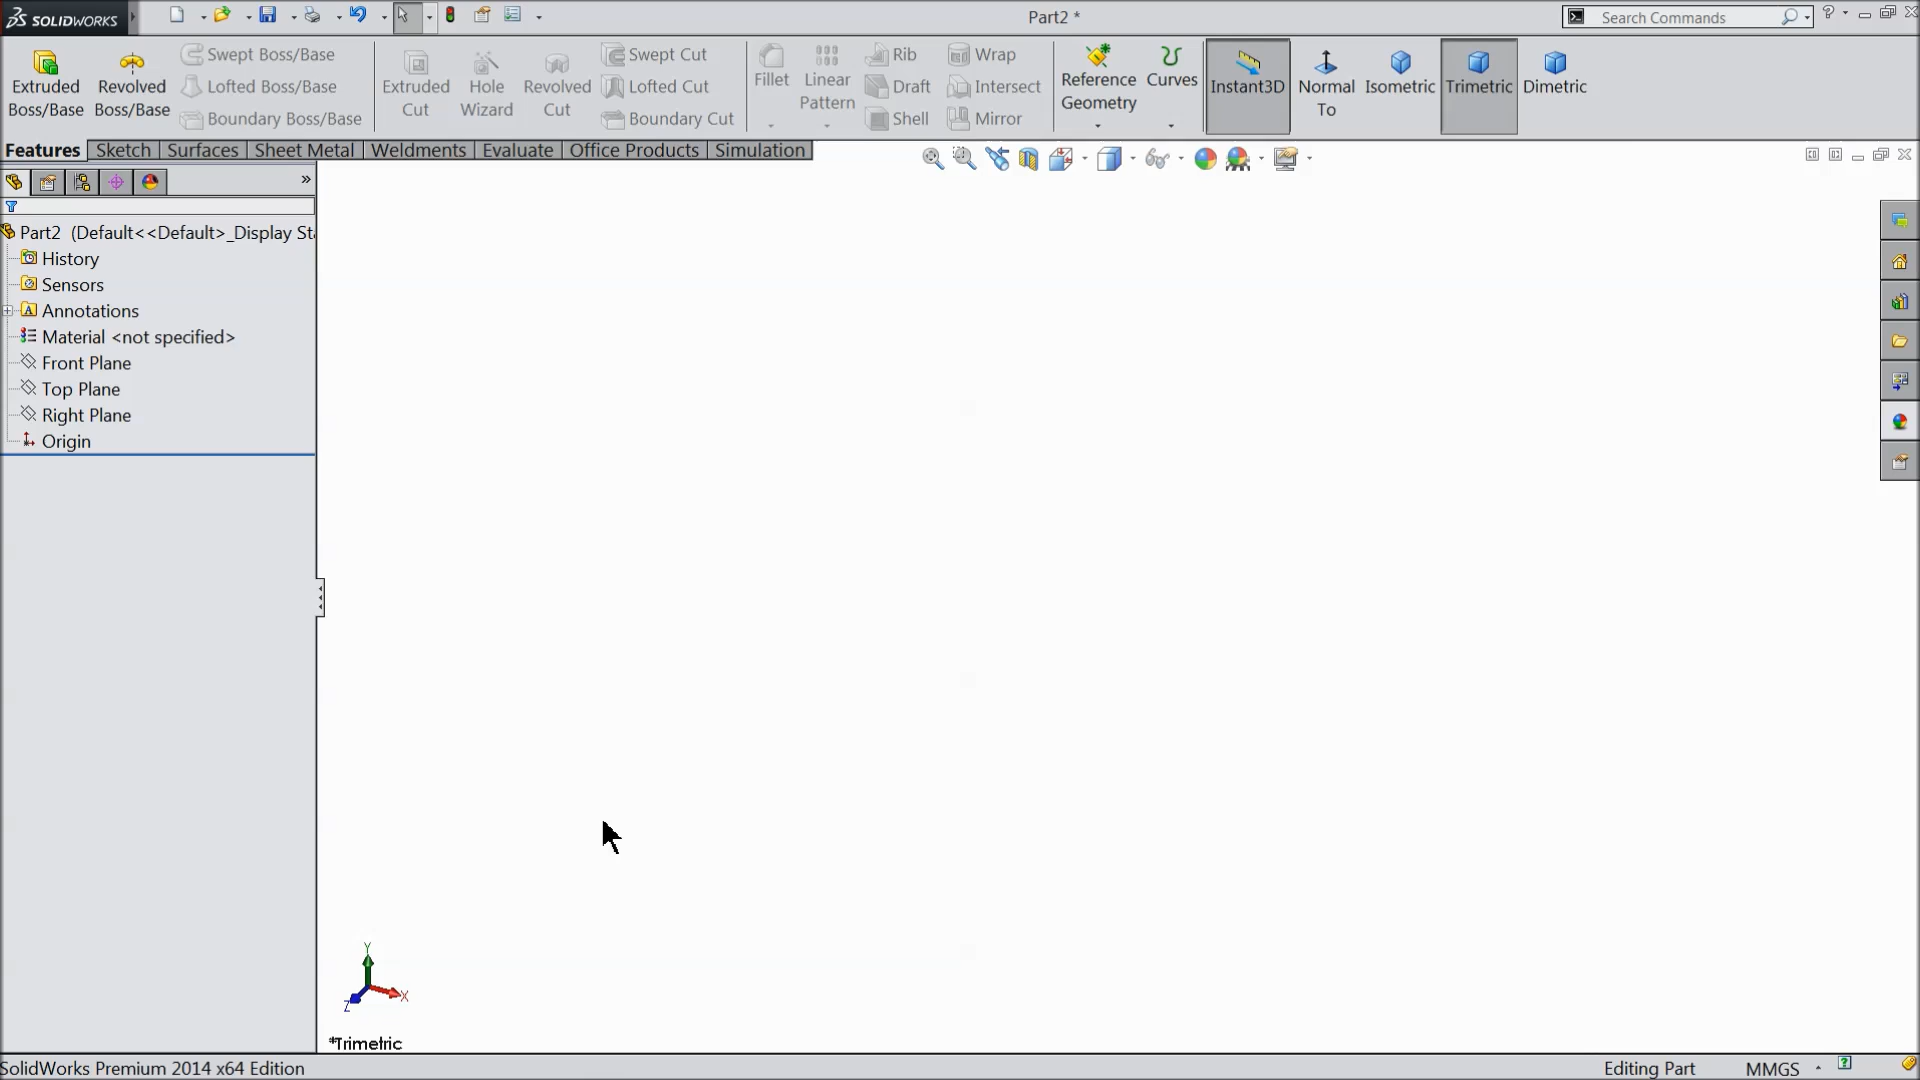 SOLIDWORKS
Part2 *
Search Commands
?
Extruded
Boss/Base
Revolved
Boss/Base
Swept Boss/Base
Lofted Boss/Base
Boundary Boss/Base
Extruded
Cut
Hole
Wizard
Revolved
Cut
Swept Cut
Lofted Cut
Boundary Cut
Fillet
Linear
Pattern
Rib
Draft
Shell
Wrap
Intersect
Mirror
Reference
Geometry
Curves
Instant3D
Normal
To
Isometric
Trimetric
Dimetric
Features Sketch Surfaces Sheet Metal Weldments Evaluate Office Products Simulation
»
Part2 (Default<<Default>_Display St
History
Sensors
Annotations
Material <not specified>
Front Plane
Top Plane
Right Plane
Origin
Y
X
Z
*Trimetric
SolidWorks Premium 2014 x64 Edition
Editing Part
MMGS